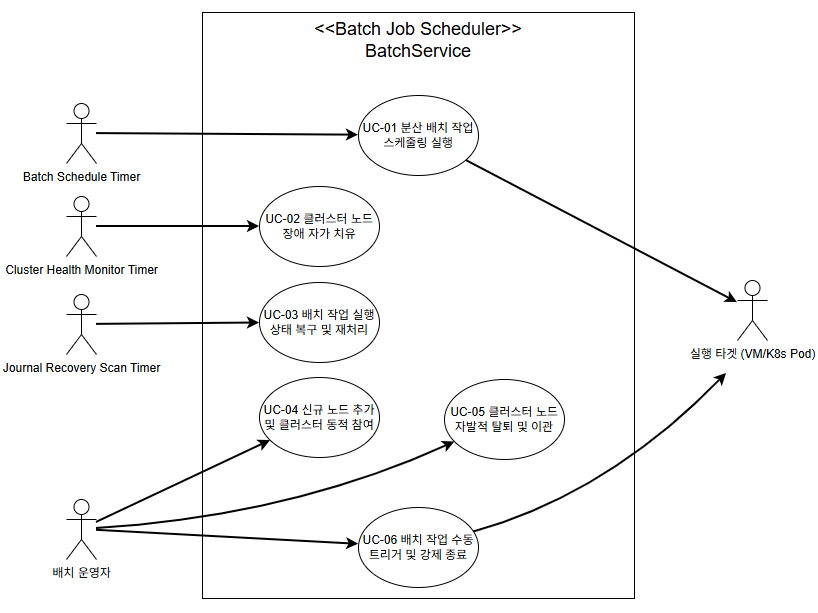 <<Batch Job Scheduler>>
BatchService
UC-01 분산 배치 작업
스케줄링 실행
Batch Schedule Timer
UC-02 클러스터 노드
장애 자가 치유
Cluster Health Monitor Timer
UC-03 배치 작업 실행
상태 복구 및 재처리
Journal Recovery Scan Timer
실행 타겟 (VM/K8s Pod)
UC-04 신규 노드 추가
및 클러스터 동적 참여
UC-05 클러스터 노드
자발적 탈퇴 및 이관
UC-06 배치 작업 수동
트리거 및 강제 종료
배치 운영자